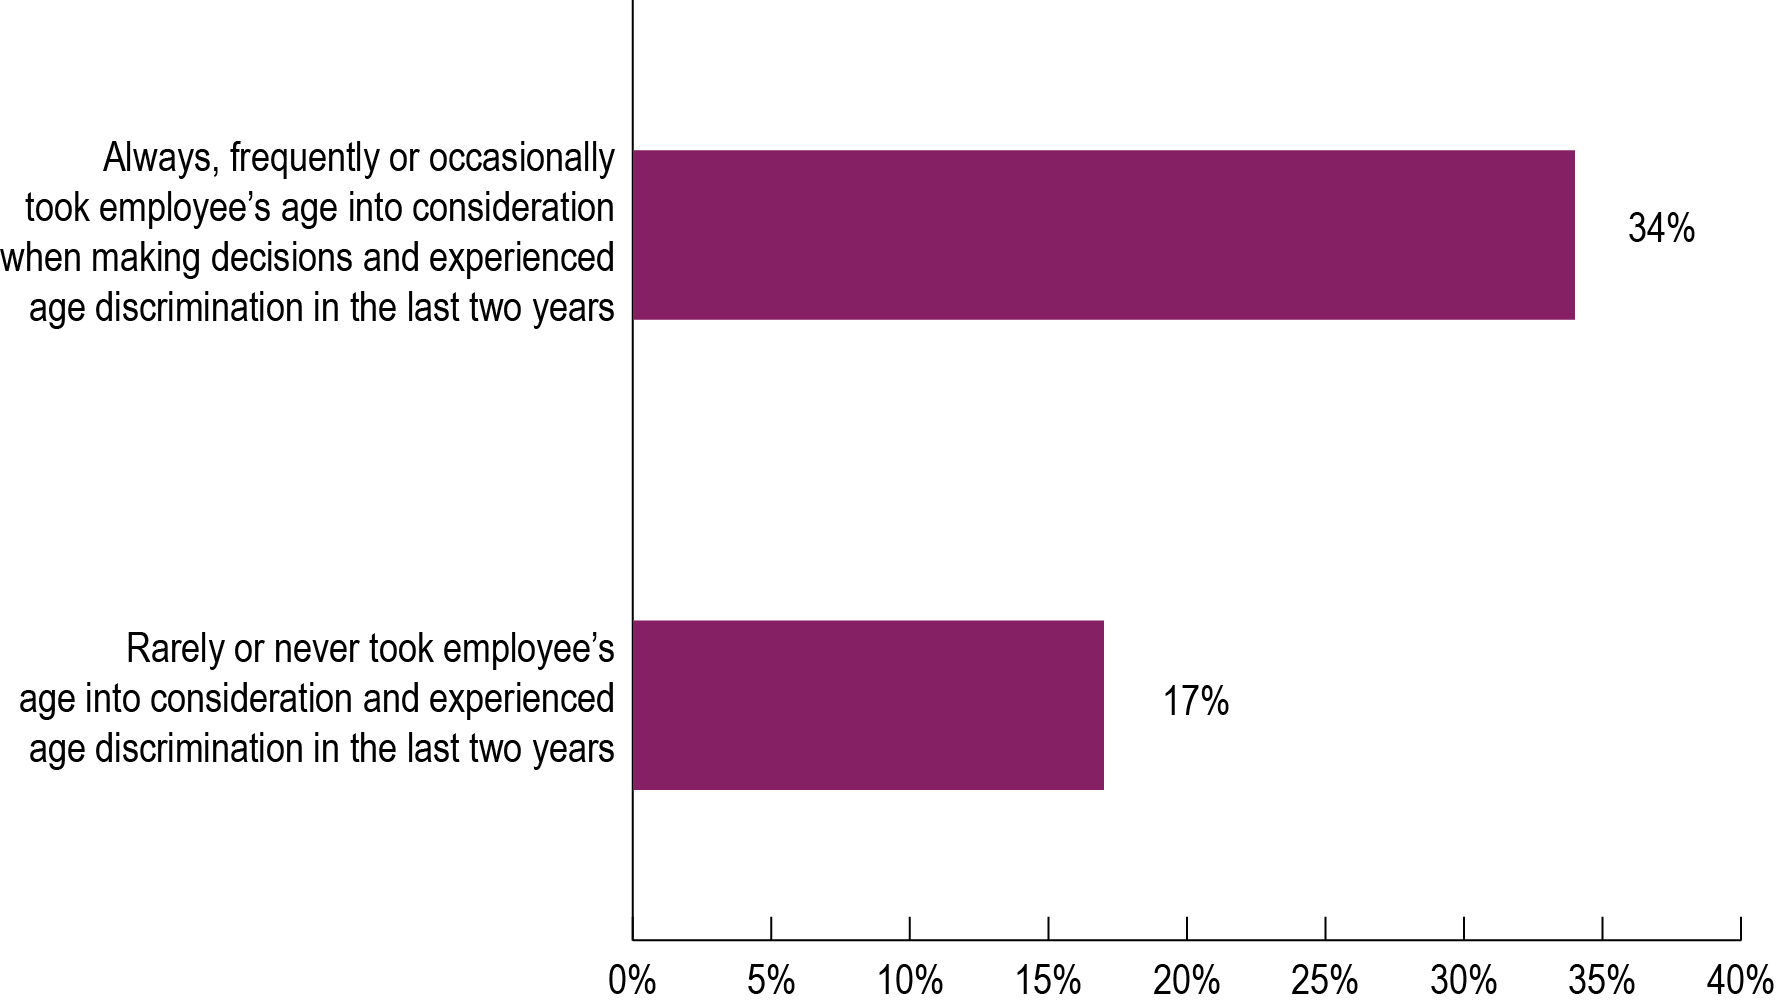 Always, frequently or occasionally
took employee’s age into consideration
when making decisions and experienced
age discrimination in the last two years
34%
Rarely or never took employee’s
age into consideration and experienced
age discrimination in the last two years
17%
0% 5% 10% 15% 20% 25% 30% 35% 40%